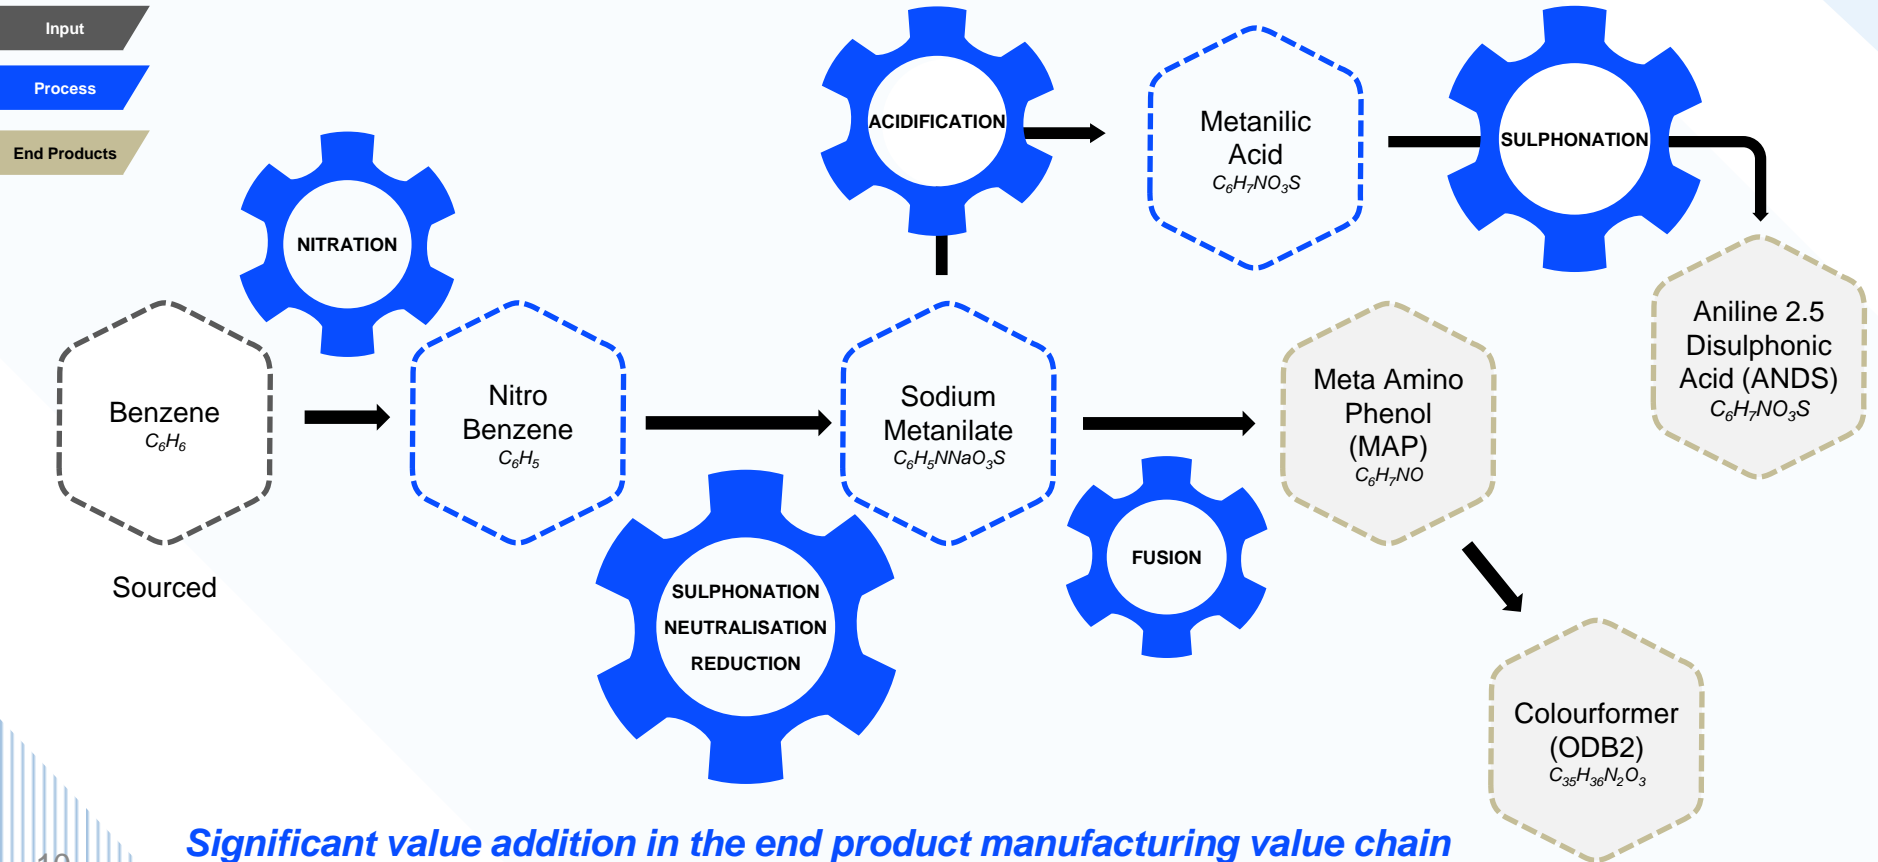 Input
Process
End Products
NITRATION
ACIDIFICATION
Metanilic
Acid
C₆H₇NO₃S
SULPHONATION
Benzene
C₆H₆
Sourced
Nitro
Benzene
C₆H₅
SULPHONATION
NEUTRALISATION
REDUCTION
Sodium
Metanilate
C₆H₅NNaO₃S
FUSION
Meta Amino
Phenol
(MAP)
C₆H₇NO
Aniline 2.5
Disulphonic
Acid (ANDS)
C₆H₇NO₃S
Colourformer
(ODB2)
C₃₅H₃₆N₂O₃
Significant value addition in the end product manufacturing value chain